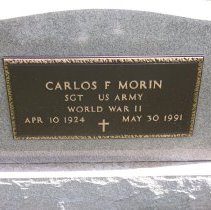 CARLOS F MORIN
SGT US ARMY
WORLD WAR II
APR 10 1924 MAY 30 1991